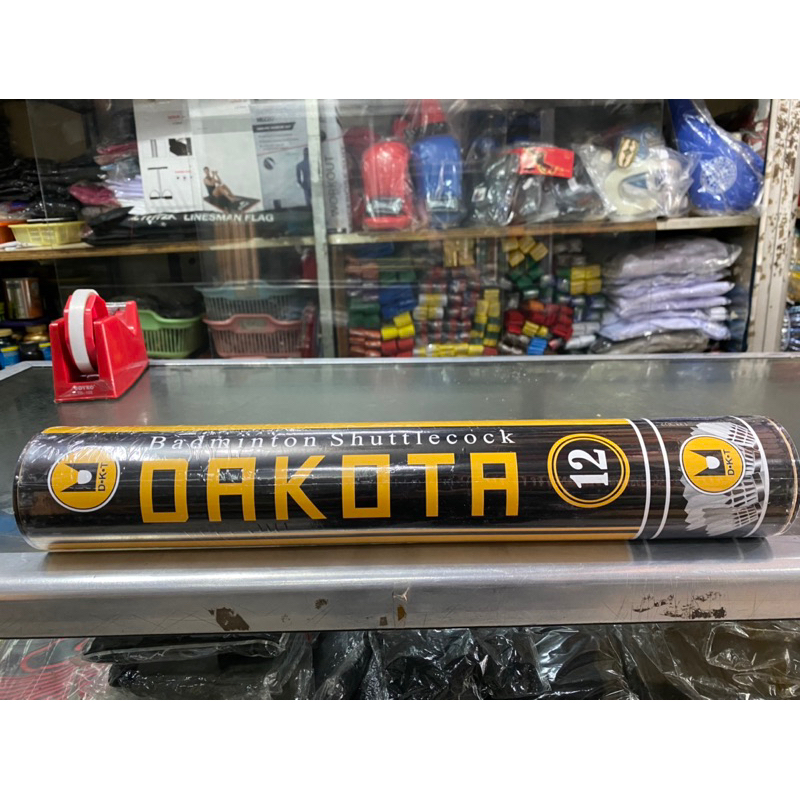 LINESMAN FLAG
Badminton Shuttlecock
DAKOTA
12
D•K•T
D•K•T